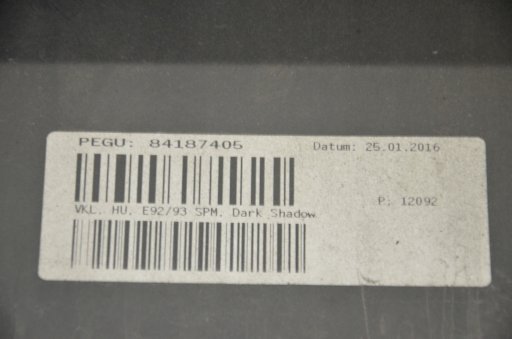 PEGU: 84187405
Datum: 25.01.2016
P: 12092
VKL. HU. E92/93 SPM. Dark Shadow